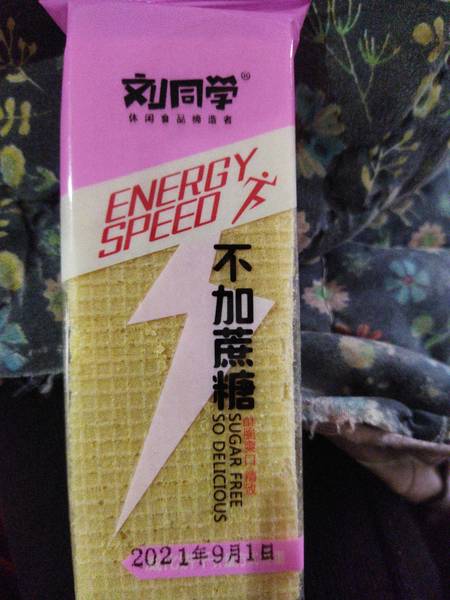 刘同学®
休闲食品缔造者
ENERGY
SPEED
不加蔗糖
SUGAR FREE
SO DELICIOUS
2021年9月1日